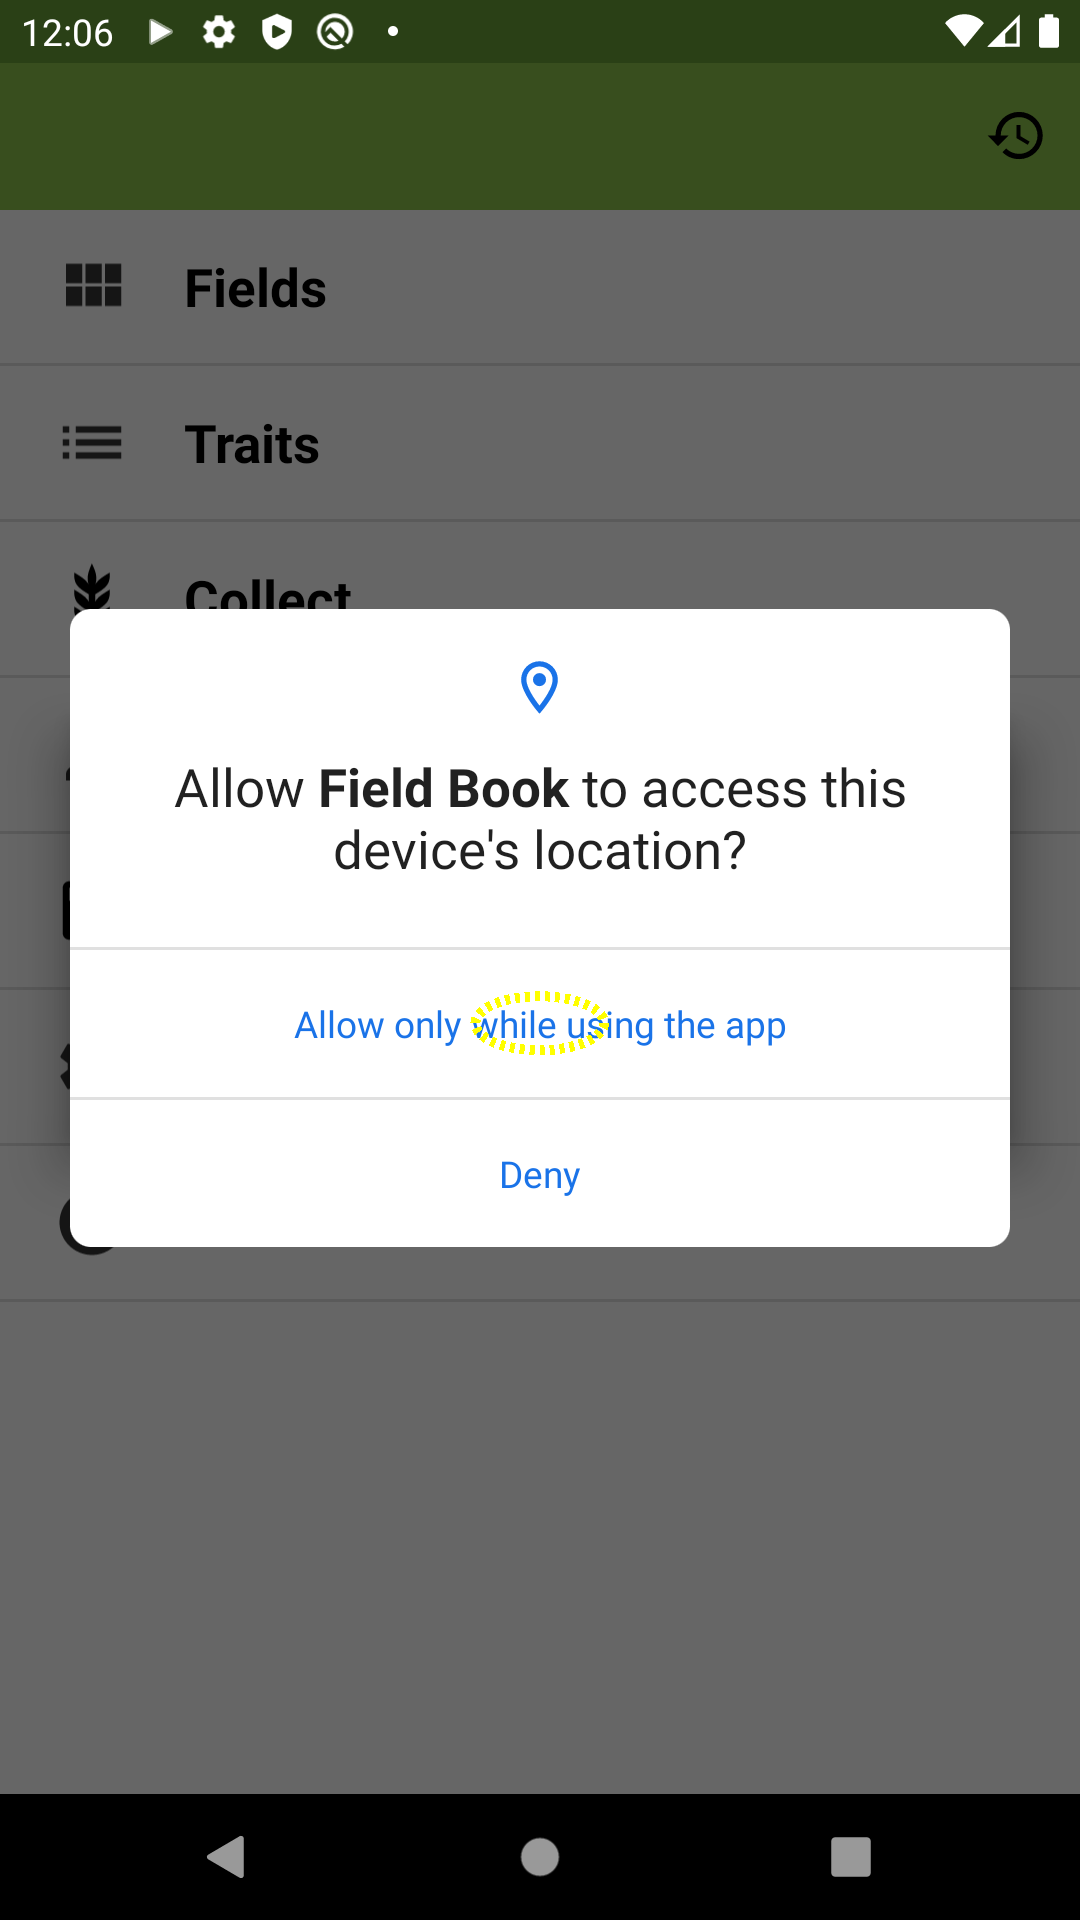 12:06
Fields
Traits
Collect
Allow Field Book to access this
device's location?
Allow only while using the app
Deny